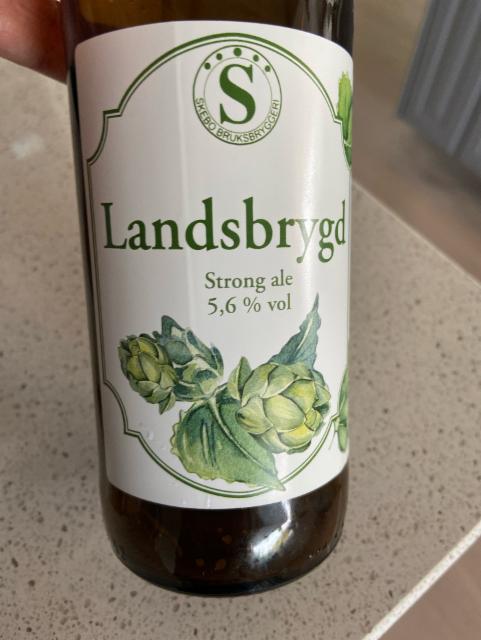 S
SKEBO BRUKSBRYGGERI
Landsbrygd
Strong ale
5,6 % vol